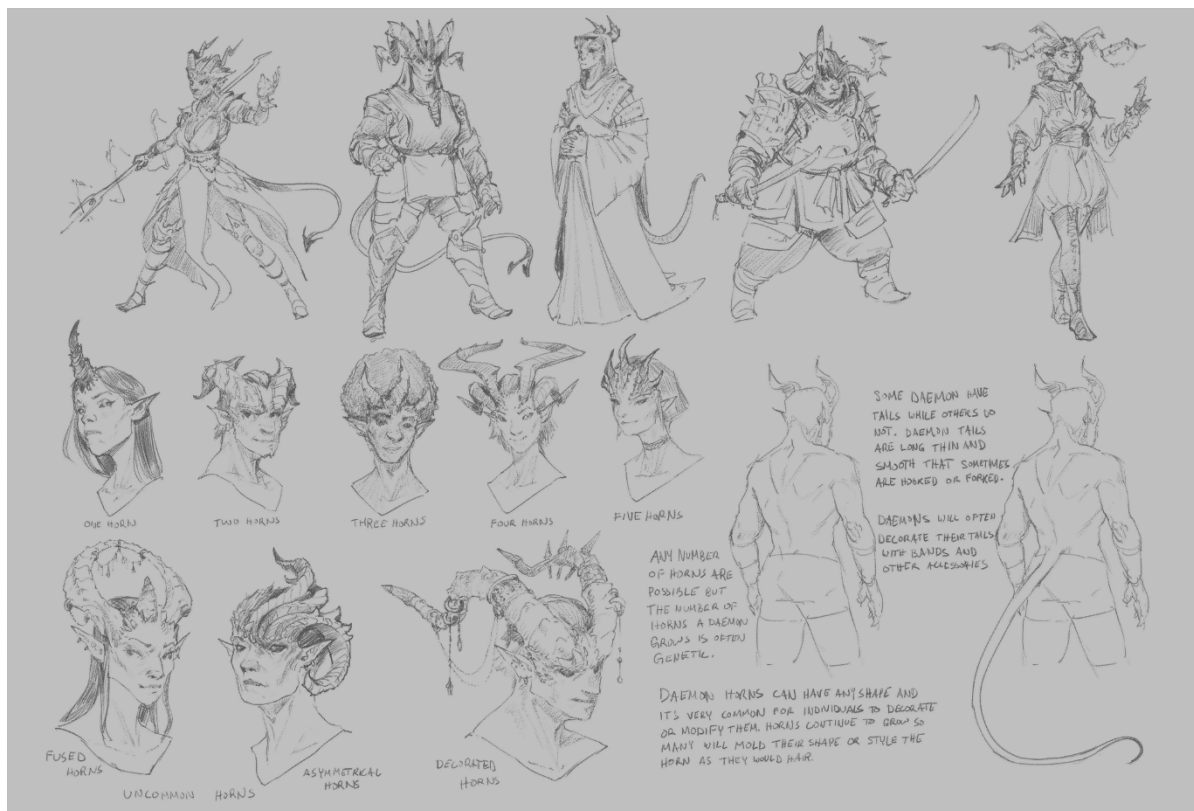 ONE HORN
TWO HORNS
THREE HORNS
FOUR HORNS
FIVE HORNS
FUSED
HORNS
UNCOMMON HORNS
ASYMMETRICAL
HORNS
DECORATED
HORNS
ANY NUMBER
OF HORNS ARE
POSSIBLE BUT
THE NUMBER OF
HORNS A DAEMON
GROWS IS OFTEN
GENETIC.
SOME DAEMON HAVE
TAILS WHILE OTHERS DO
NOT. DAEMON TAILS
ARE LONG THIN AND
SMOOTH THAT SOMETIMES
ARE HOOKED OR FORKED.
DAEMONS WILL OFTEN
DECORATE THEIR TAILS
WITH BANDS AND
OTHER ACCESSORIES
DAEMON HORNS CAN HAVE ANY SHAPE AND
IT'S VERY COMMON FOR INDIVIDUALS TO DECORATE
OR MODIFY THEM. HORNS CONTINUE TO GROW SO
MANY WILL MOLD THEIR SHAPE OR STYLE THE
HORN AS THEY WOULD HAIR.